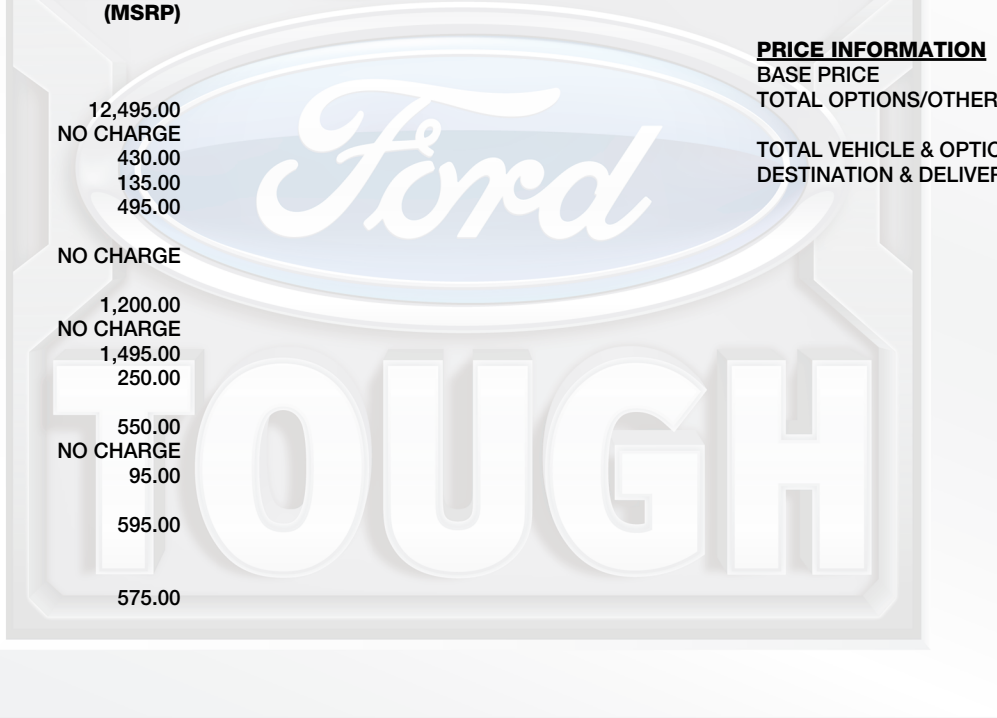 (MSRP)
12,495.00
NO CHARGE
430.00
135.00
495.00
NO CHARGE
1,200.00
NO CHARGE
1,495.00
250.00
550.00
NO CHARGE
95.00
595.00
575.00
PRICE INFORMATION
BASE PRICE
TOTAL OPTIONS/OTHER
TOTAL VEHICLE & OPTIO
DESTINATION & DELIVER
Ford
TOUGH